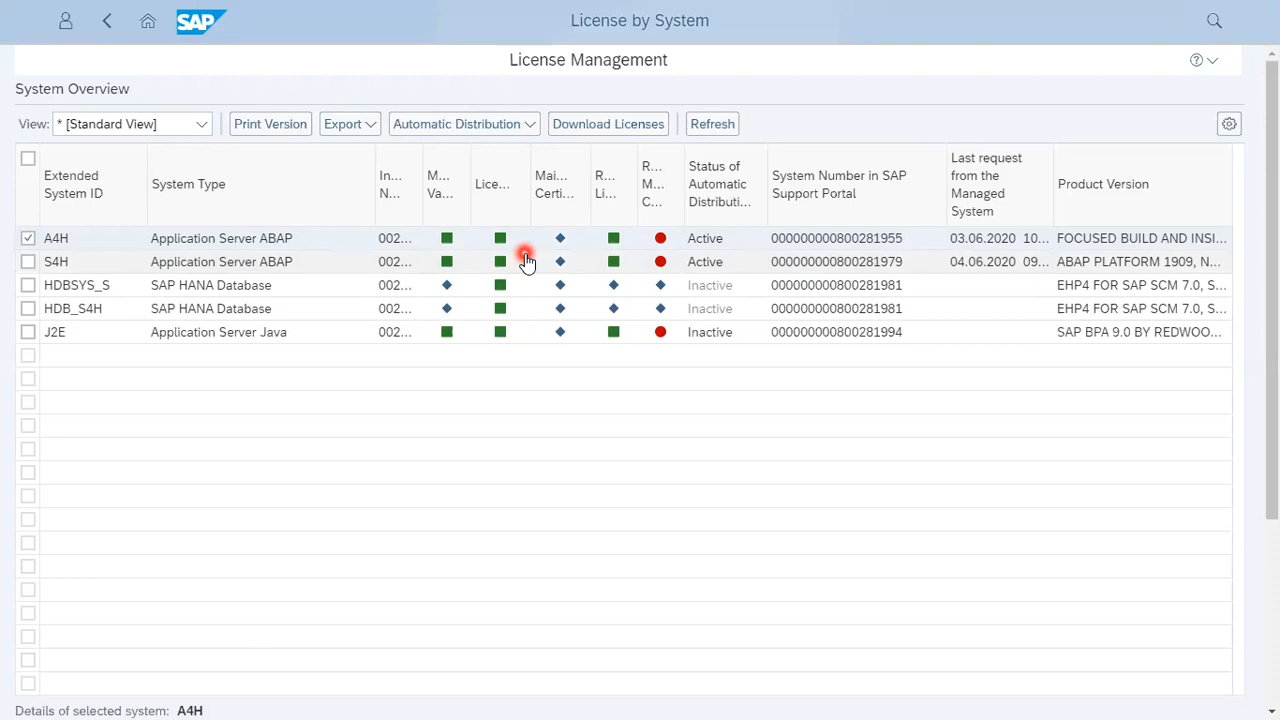 SAP
License by System
License Management
System Overview
View: * [Standard View] Print Version Export Automatic Distribution Download Licenses Refresh
Extended System ID System Type In... N... M... Va... Lice... Mai... Certi... R... Li... R... M... C... Status of Automatic Distributi... System Number in SAP Support Portal Last request from the Managed System Product Version
A4H Application Server ABAP 002... Active 000000000800281955 03.06.2020 10... FOCUSED BUILD AND INSI...
S4H Application Server ABAP 002... Active 000000000800281979 04.06.2020 09... ABAP PLATFORM 1909, N...
HDBSYS_S SAP HANA Database 002... Inactive 000000000800281981 EHP4 FOR SAP SCM 7.0, S...
HDB_S4H SAP HANA Database 002... Inactive 000000000800281981 EHP4 FOR SAP SCM 7.0, S...
J2E Application Server Java 002... Inactive 000000000800281994 SAP BPA 9.0 BY REDWOO...
Details of selected system: A4H